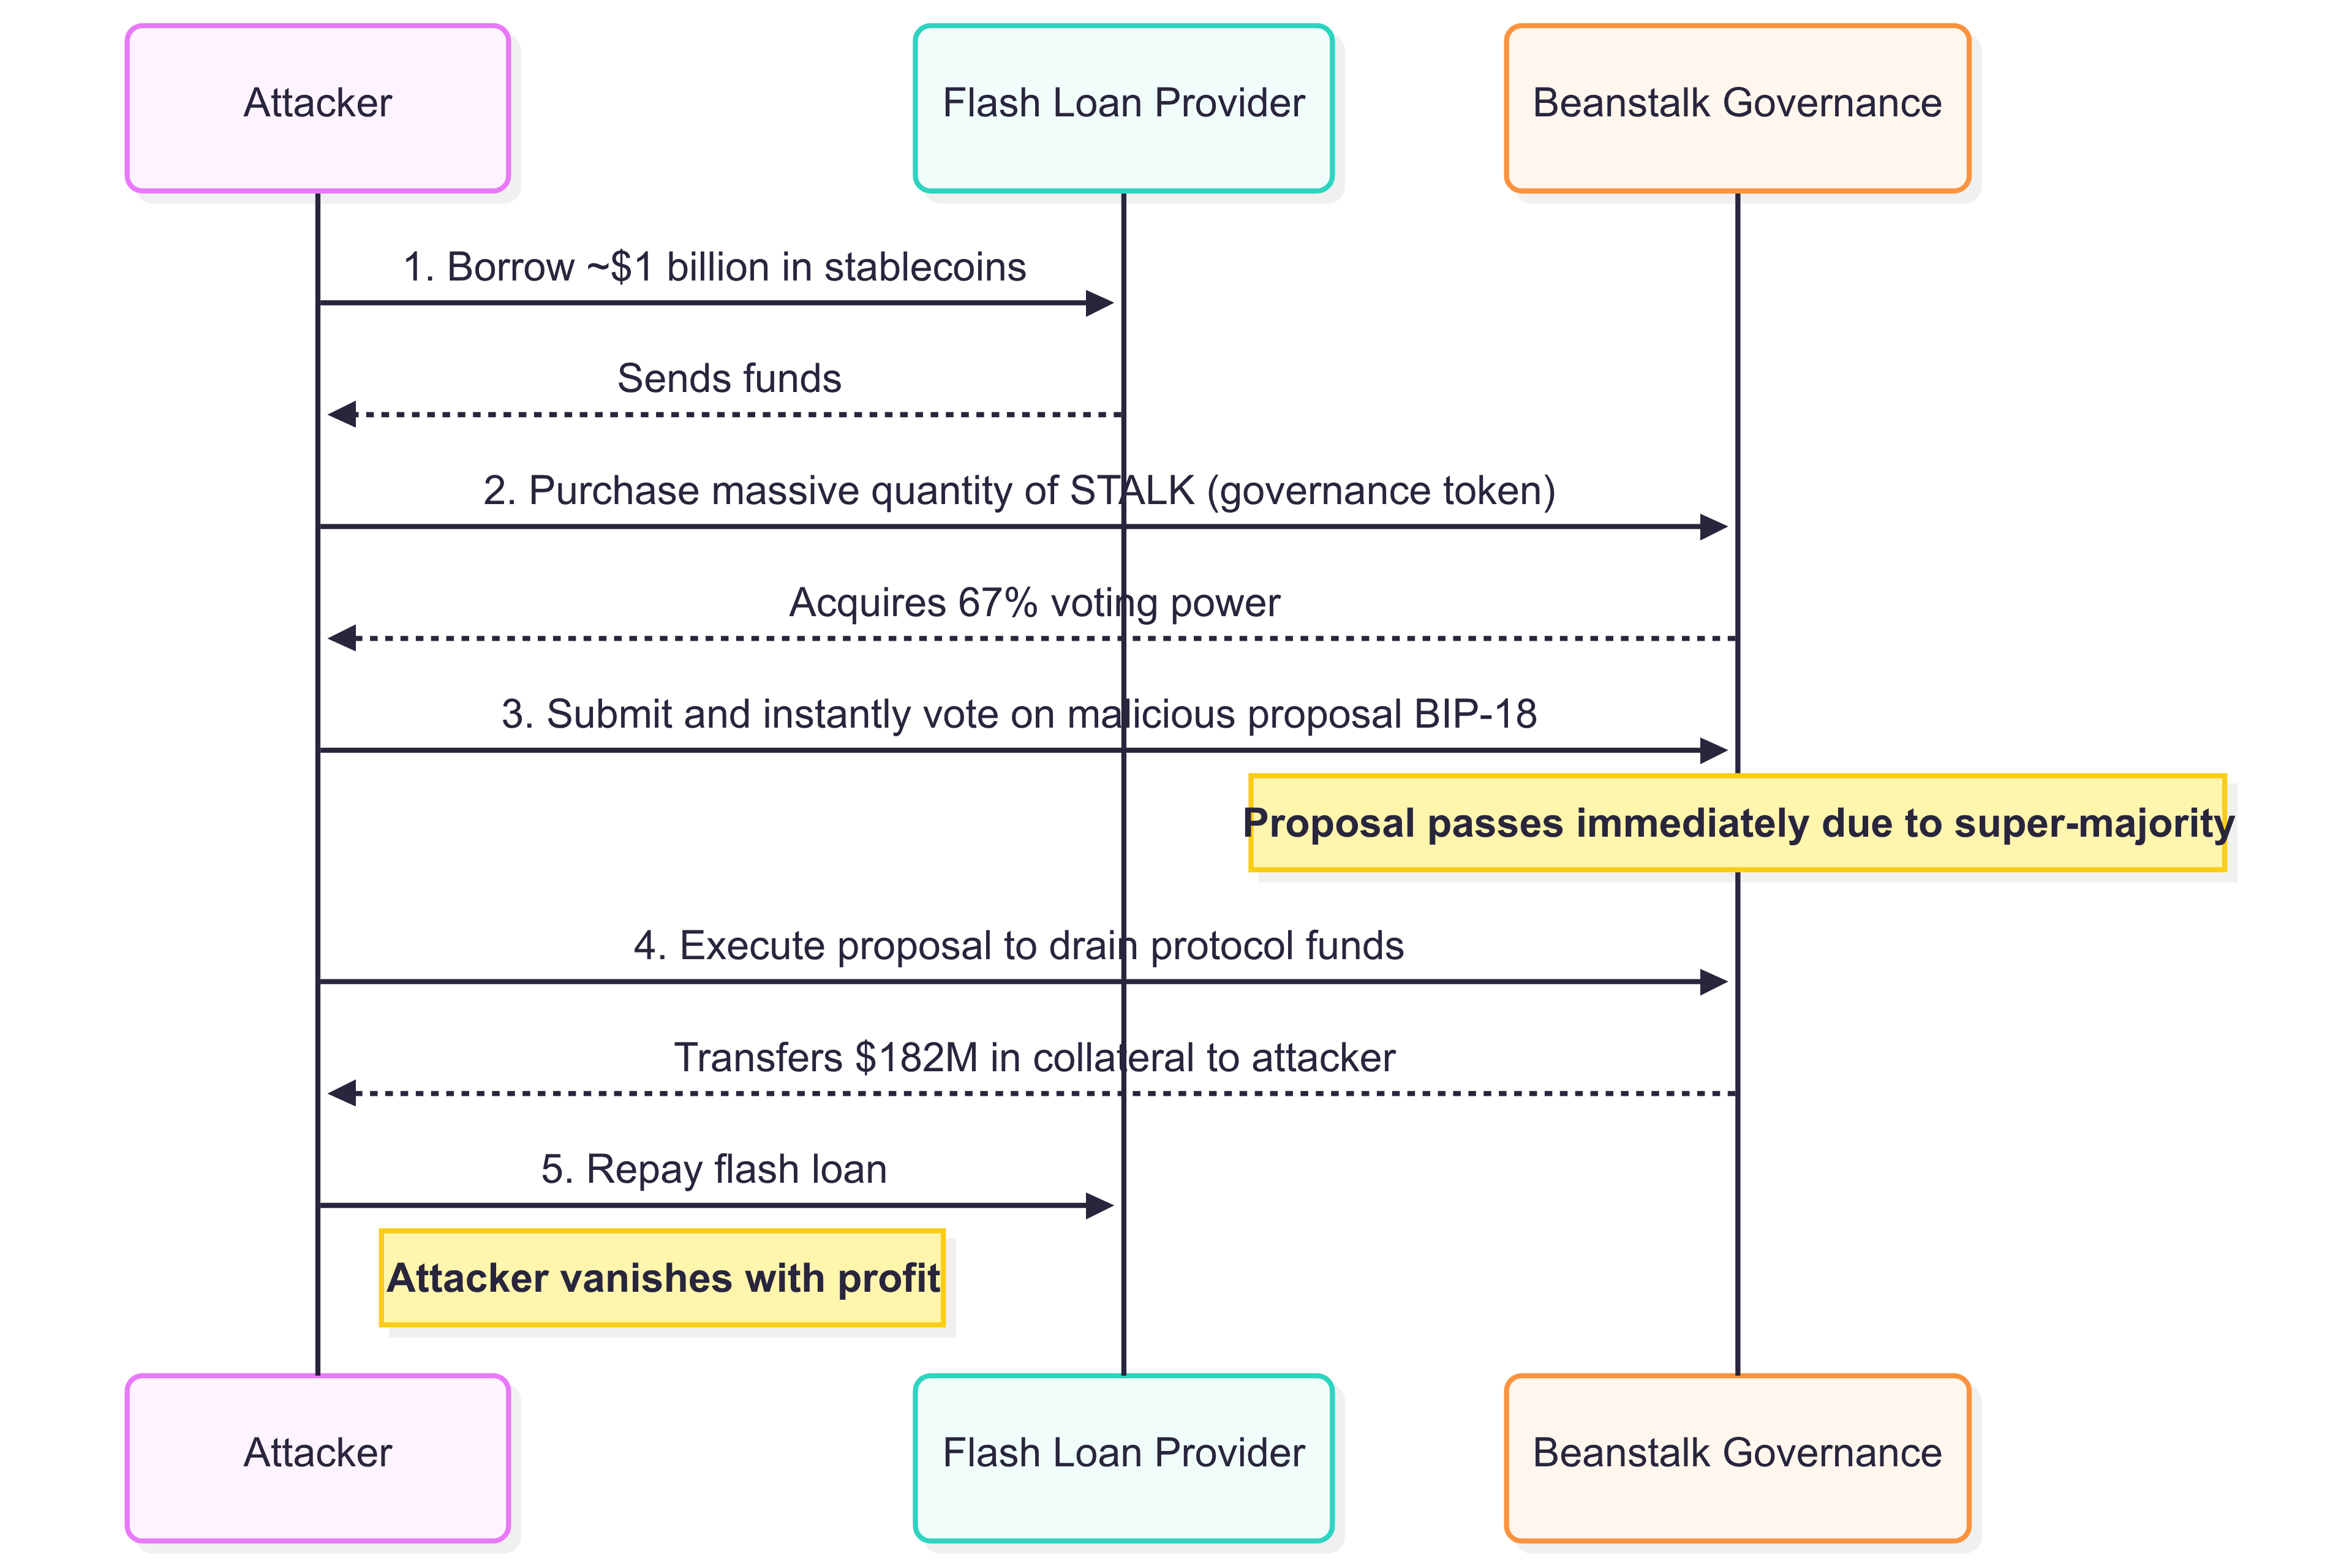 Attacker
Flash Loan Provider
Beanstalk Governance
1. Borrow ~$1 billion in stablecoins
Sends funds
2. Purchase massive quantity of STALK (governance token)
Acquires 67% voting power
3. Submit and instantly vote on malicious proposal BIP-18
Proposal passes immediately due to super-majority
4. Execute proposal to drain protocol funds
Transfers $182M in collateral to attacker
5. Repay flash loan
Attacker vanishes with profit
Attacker
Flash Loan Provider
Beanstalk Governance